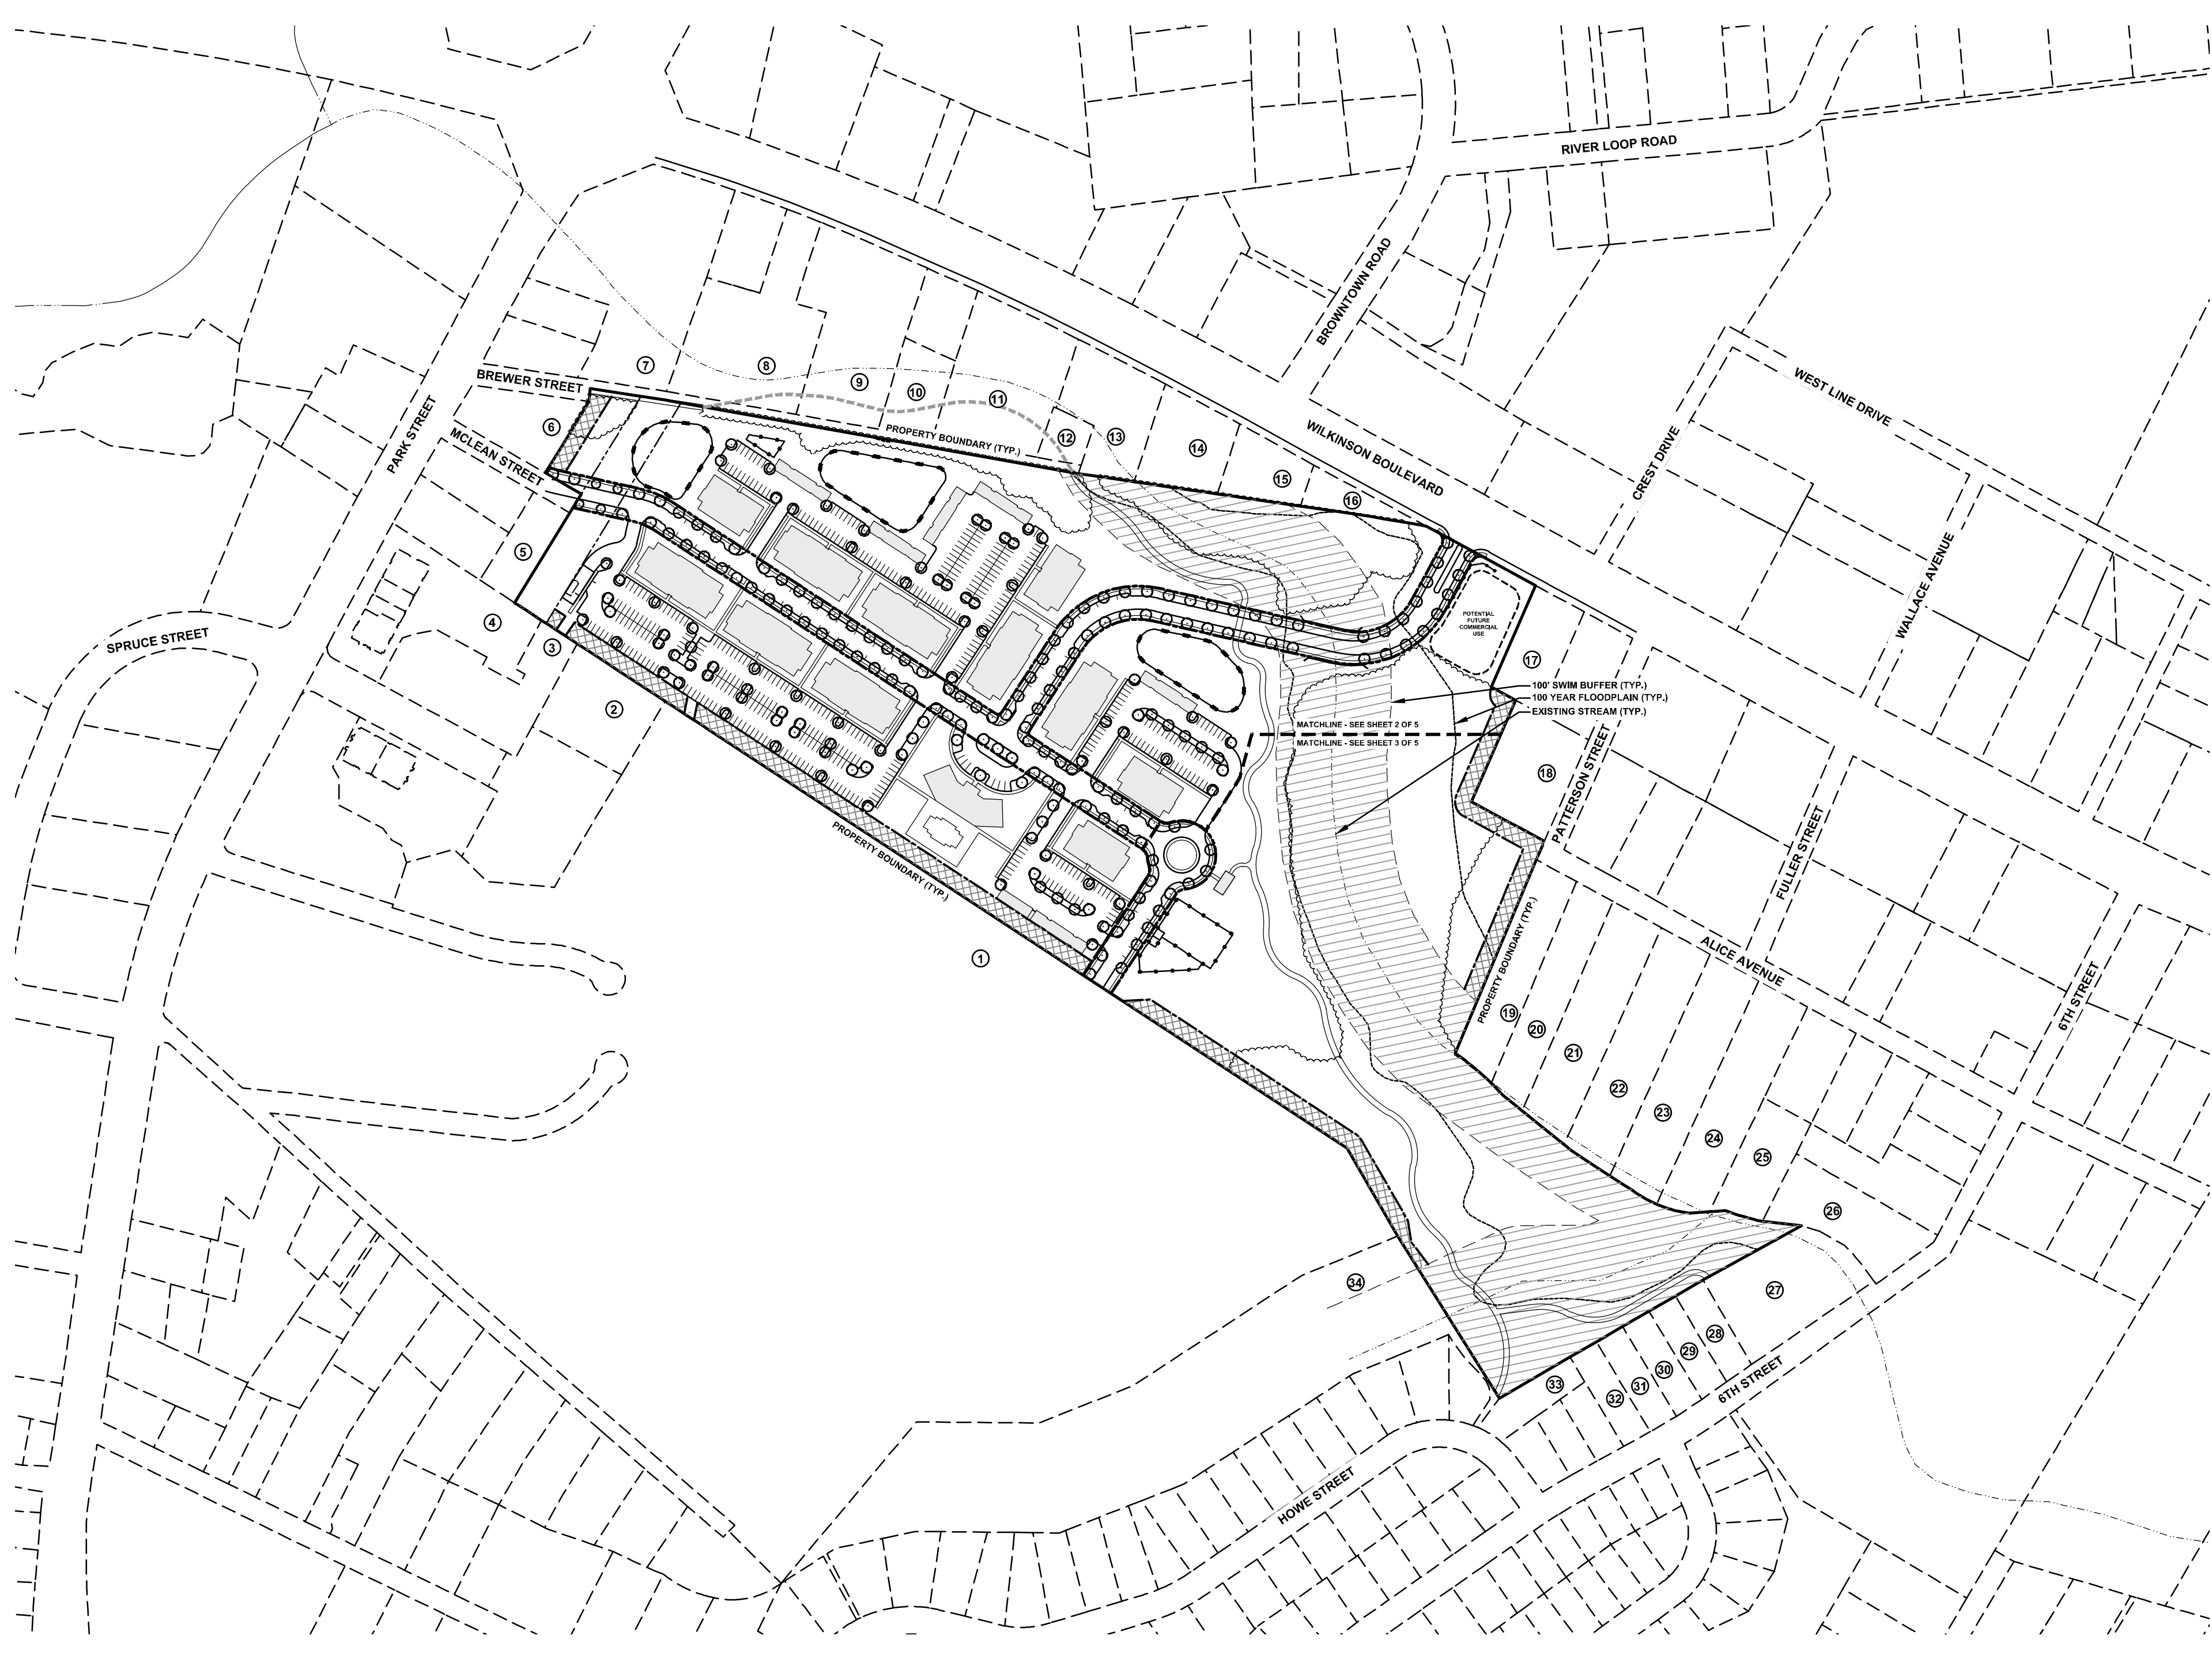 RIVER LOOP ROAD
BROWNTOWN ROAD
WEST LINE DRIVE
7
8
BREWER STREET
9
10
11
PARK STREET
6
PROPERTY BOUNDARY (TYP.)
12
13
14
WILKINSON BOULEVARD
CREST DRIVE
MCLEAN STREET
15
16
5
WALLACE AVENUE
SPRUCE STREET
4
3
POTENTIAL
FUTURE
COMMERCIAL
USE
17
100' SWIM BUFFER (TYP.)
100 YEAR FLOODPLAIN (TYP.)
EXISTING STREAM (TYP.)
2
MATCHLINE - SEE SHEET 2 OF 5
MATCHLINE - SEE SHEET 3 OF 5
18
PATTERSON STREET
FULLER STREET
PROPERTY BOUNDARY (TYP.)
1
PROPERTY BOUNDARY (TYP.)
ALICE AVENUE
6TH STREET
19
20
21
22
23
24
25
26
34
27
28
29
30
31
32
33
6TH STREET
HOWE STREET